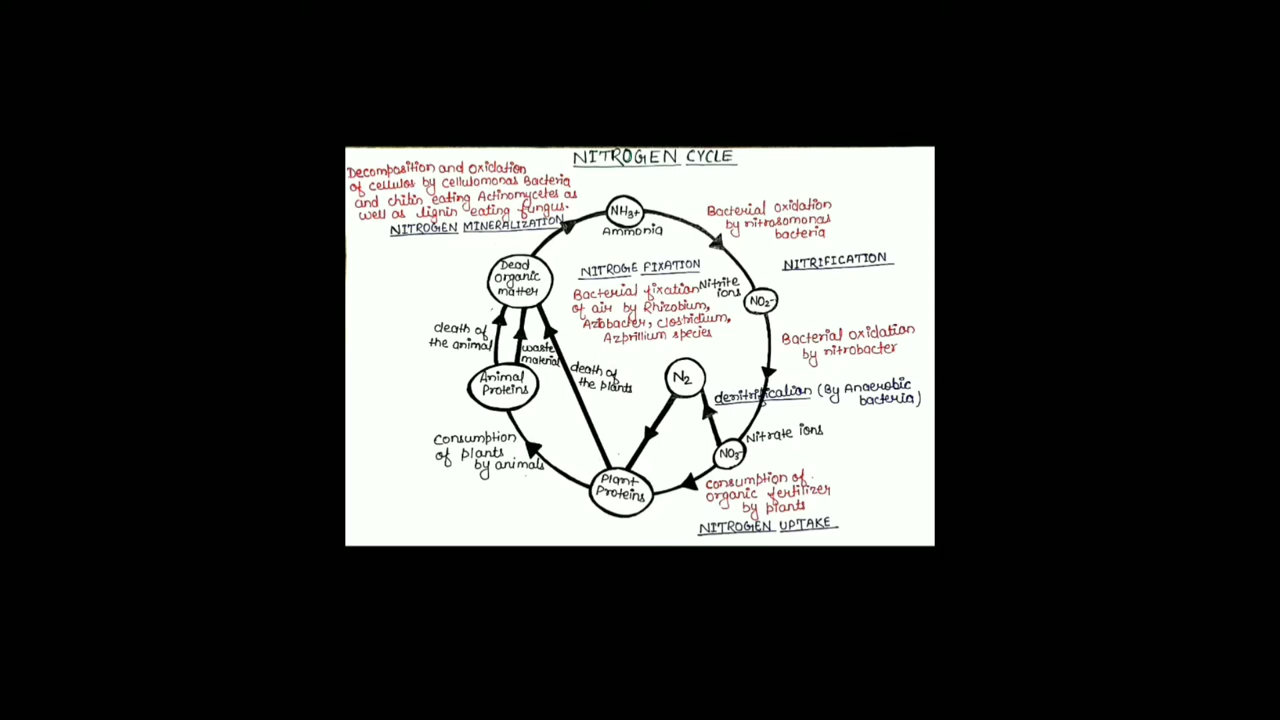 NITROGEN CYCLE
Decomposition and oxidation
of cellulos by cellulomonas Bacteria
and chitin eating Actinomycetes as
well as lignin eating fungus.
NITROGEN MINERALIZATION
NH3+
Ammonia
Bacterial oxidation
by nitrosomonas
bacteria
NITRIFICATION
Dead
Organic
matter
NITROGE FIXATION
Bacterial fixation
of air by Rhizobium,
Aztobacter, Clostridium,
Azprillium species
Nitrite
ions
NO2-
Bacterial oxidation
by nitrobacter
death of
the animal
waste
material
death of
the plants
Animal
Proteins
N2
denitrification (By Anaerobic
bacteria)
Nitrate ions
NO3-
Consumption
of plants
by animals
Plant
Proteins
consumption of
organic fertilizer
by plants
NITROGEN UPTAKE